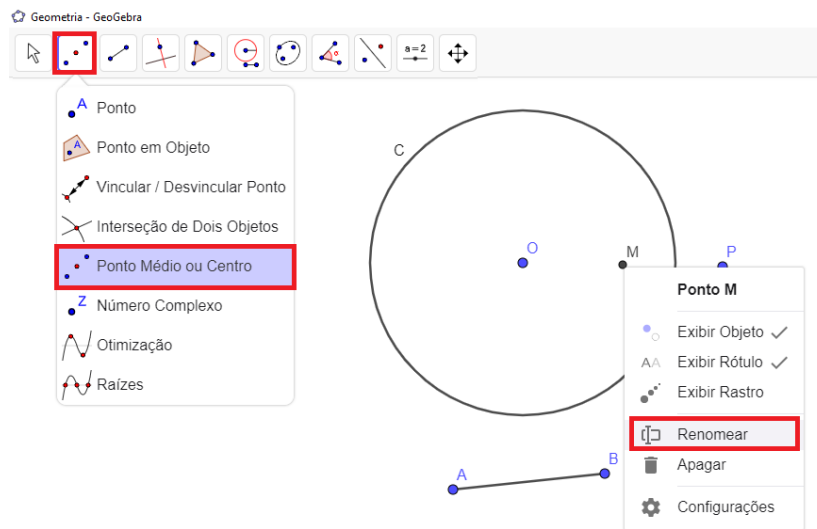 Geometria - GeoGebra
a=2
A Ponto
A Ponto em Objeto
Vincular / Desvincular Ponto
Interseção de Dois Objetos
Ponto Médio ou Centro
Z Número Complexo
Otimização
Raízes
C
O
M
P
A
B
Ponto M
Exibir Objeto
AA Exibir Rótulo
Exibir Rastro
Renomear
Apagar
Configurações